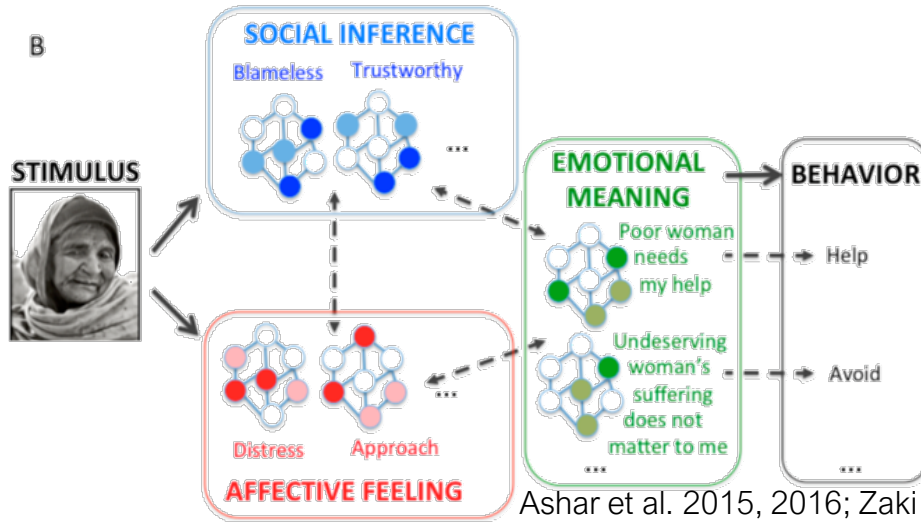 B
SOCIAL INFERENCE
Blameless
Trustworthy
...
STIMULUS
EMOTIONAL
MEANING
Poor woman
needs
my help
Undeserving
woman's
suffering
does not
matter to me
...
BEHAVIOR
Help
Avoid
...
...
Distress
Approach
AFFECTIVE FEELING
Ashar et al. 2015, 2016; Zaki